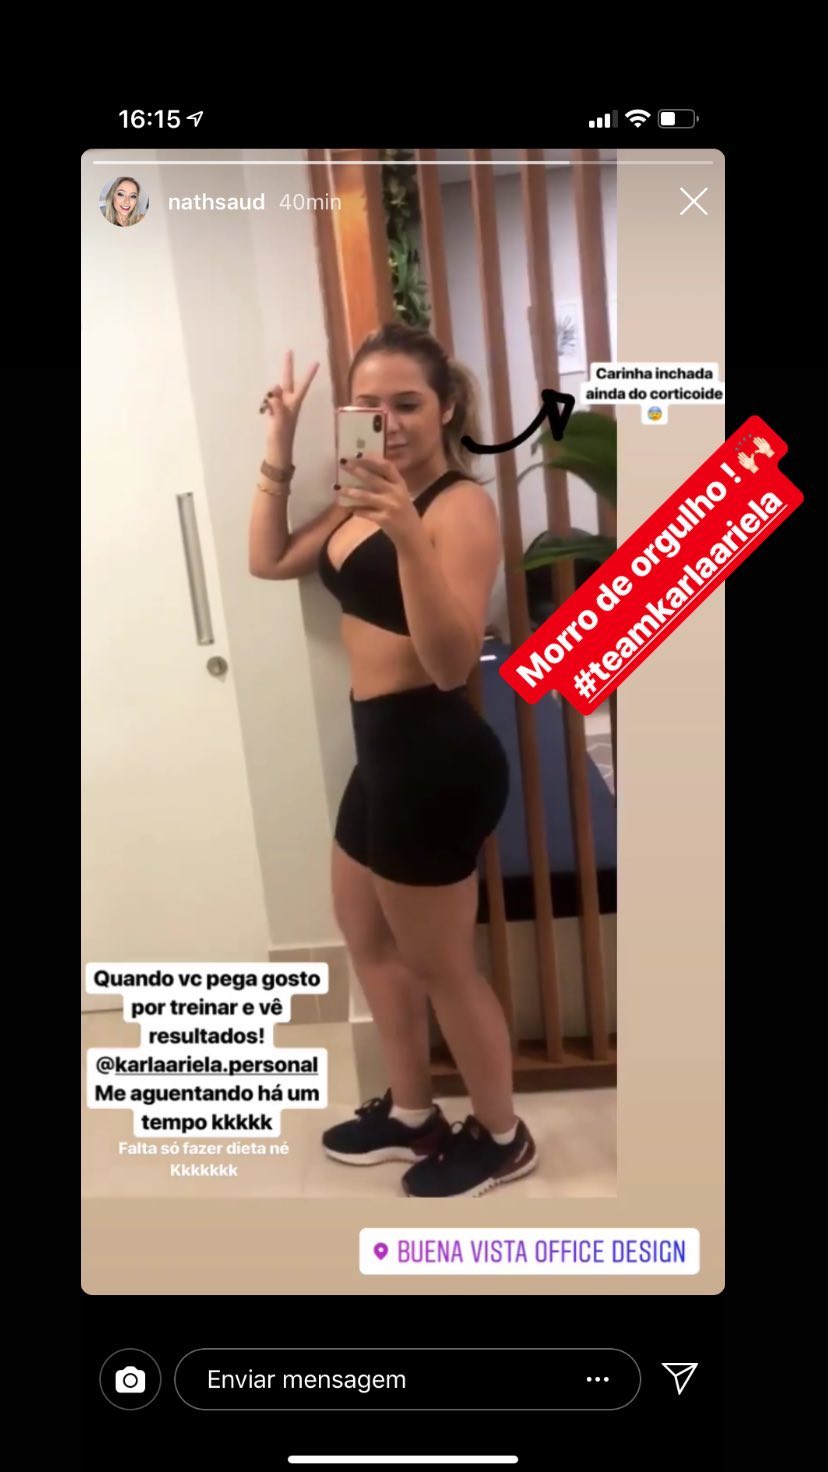 16:15
nathsaud 40min
Carinha inchada
ainda do corticoide
Morro de orgulho !
#teamkarlaariela
Quando vc pega gosto
por treinar e vê
resultados!
@karlaariela.personal
Me aguentando há um
tempo kkkkk
Falta só fazer dieta né
Kkkkkkk
BUENA VISTA OFFICE DESIGN
Enviar mensagem